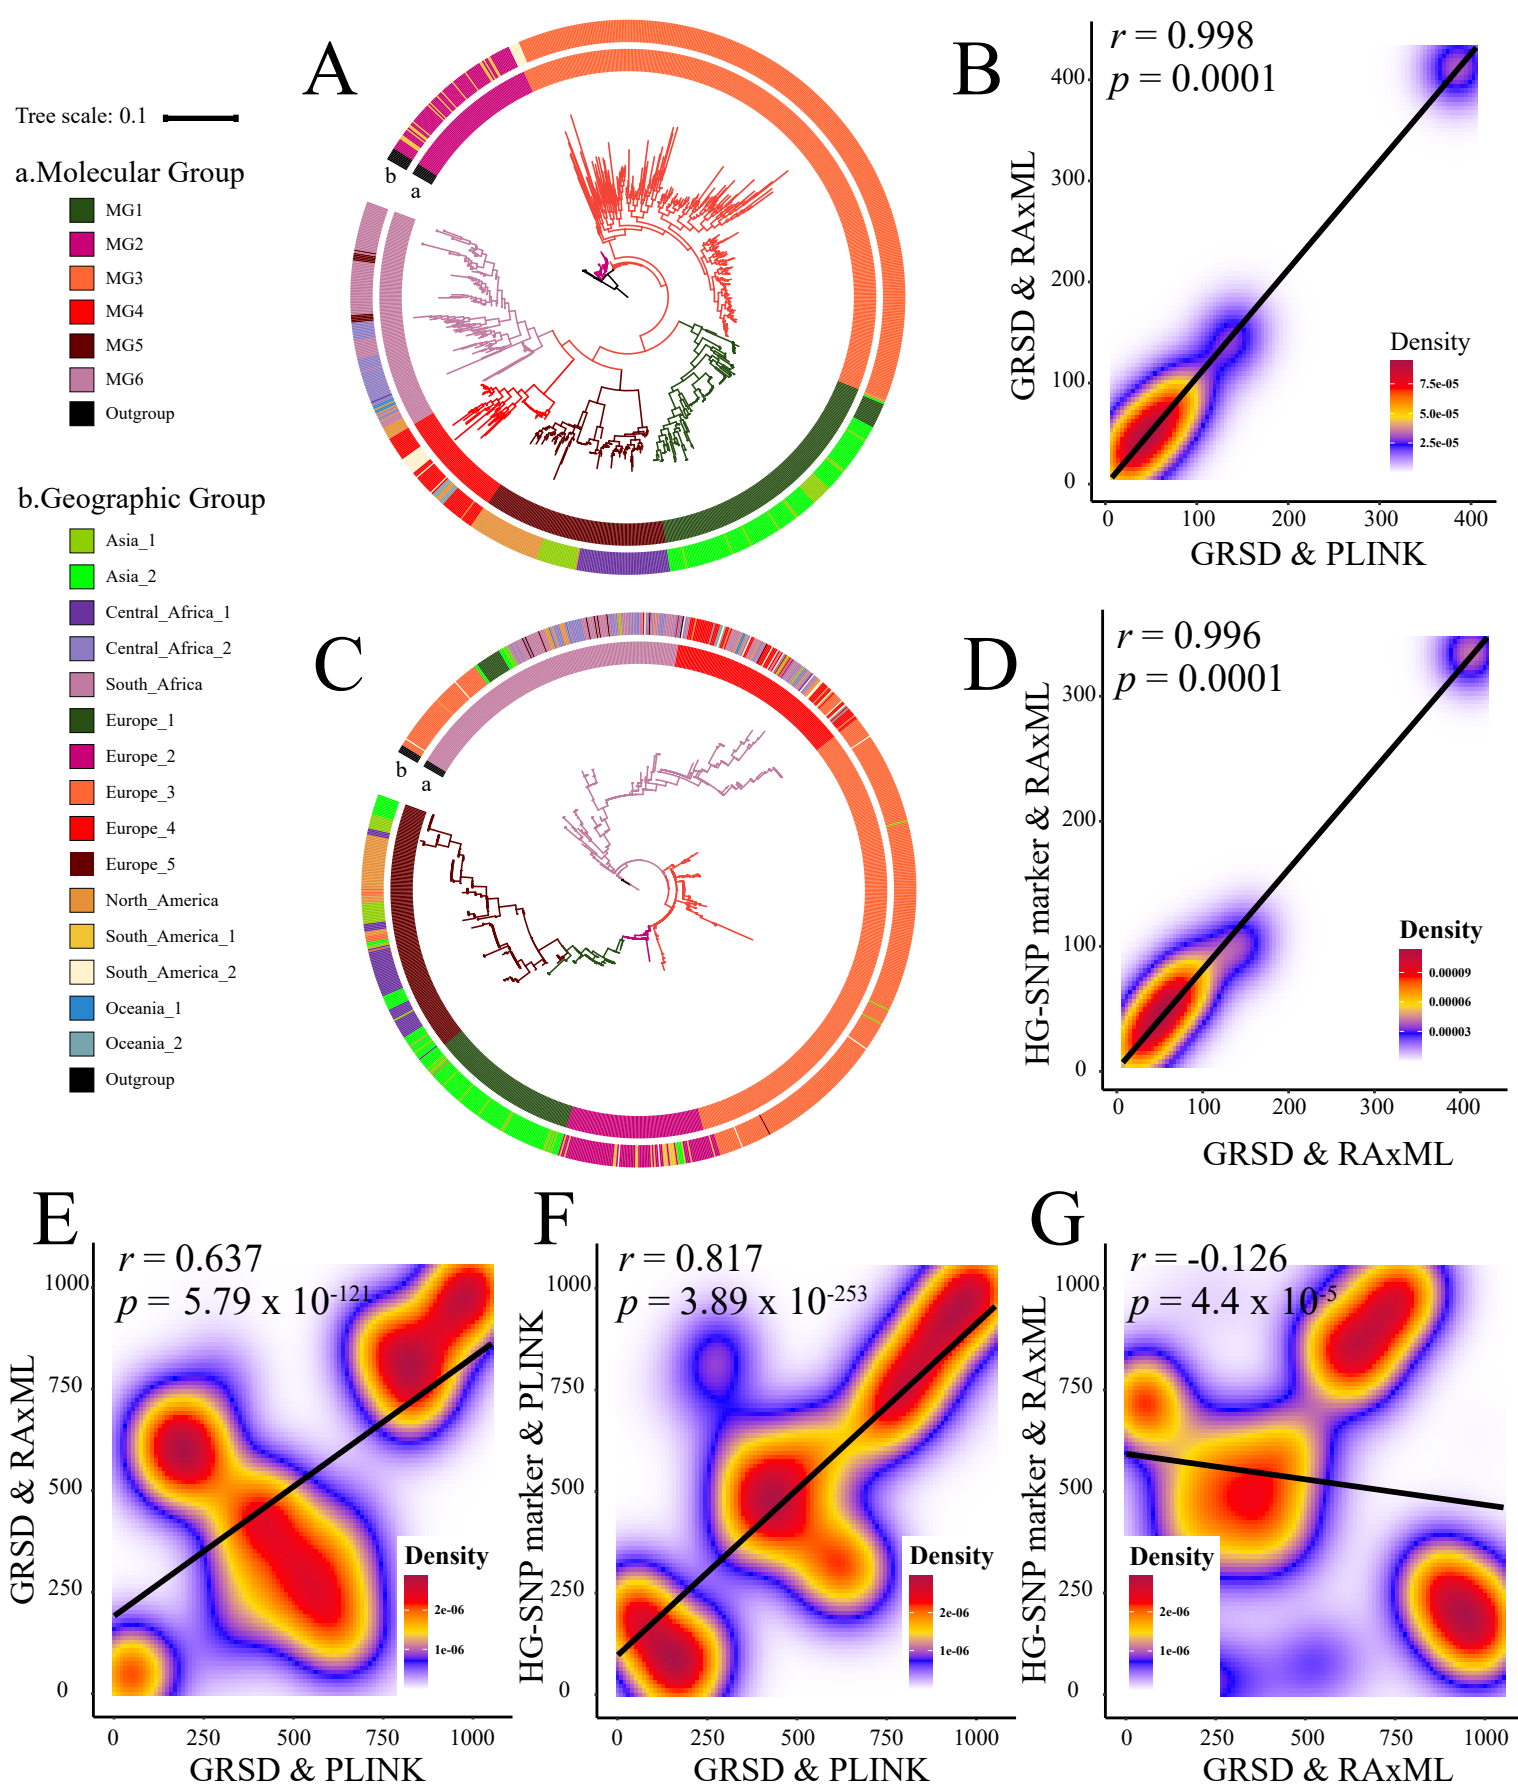 A
Tree scale: 0.1
a.Molecular Group
MG1
MG2
MG3
MG4
MG5
MG6
Outgroup
b
a
b.Geographic Group
Asia_1
Asia_2
Central_Africa_1
Central_Africa_2
South_Africa
Europe_1
Europe_2
Europe_3
Europe_4
Europe_5
North_America
South_America_1
South_America_2
Oceania_1
Oceania_2
Outgroup
B
r = 0.998
p = 0.0001
GRSD & RAxML
400
300
200
100
0
Density
7.5e-05
5.0e-05
2.5e-05
0 100 200 300 400
GRSD & PLINK
C
b
a
D
r = 0.996
p = 0.0001
HG-SNP marker & RAxML
300
200
100
0
Density
0.00009
0.00006
0.00003
0 100 200 300 400
GRSD & RAxML
E
r = 0.637
p = 5.79 x 10-121
GRSD & RAxML
1000
750
500
250
0
Density
2e-06
1e-06
0 250 500 750 1000
GRSD & PLINK
F
r = 0.817
p = 3.89 x 10-253
HG-SNP marker & PLINK
1000
750
500
250
0
Density
2e-06
1e-06
0 250 500 750 1000
GRSD & PLINK
G
r = -0.126
p = 4.4 x 10-5
HG-SNP marker & RAxML
1000
750
500
250
0
Density
2e-06
1e-06
0 250 500 750 1000
GRSD & RAxML